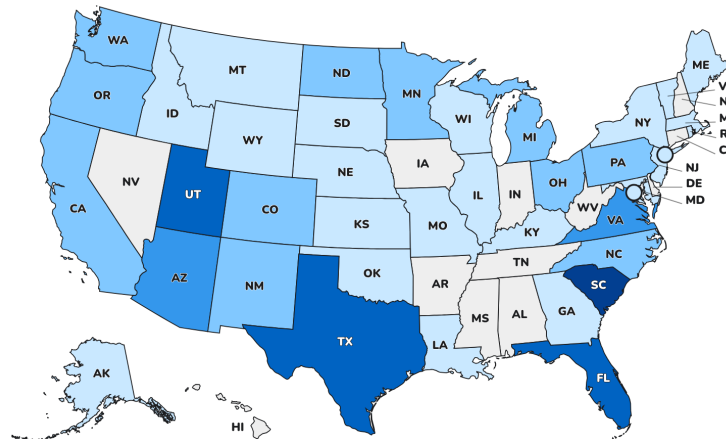 WA
OR
CA
NV
ID
MT
WY
UT
AZ
CO
NM
ND
SD
NE
KS
OK
TX
MN
IA
MO
AR
LA
WI
IL
MI
IN
OH
KY
TN
MS
AL
GA
FL
SC
NC
VA
WV
PA
NY
ME
V
N
M
R
C
NJ
DE
MD
AK
HI